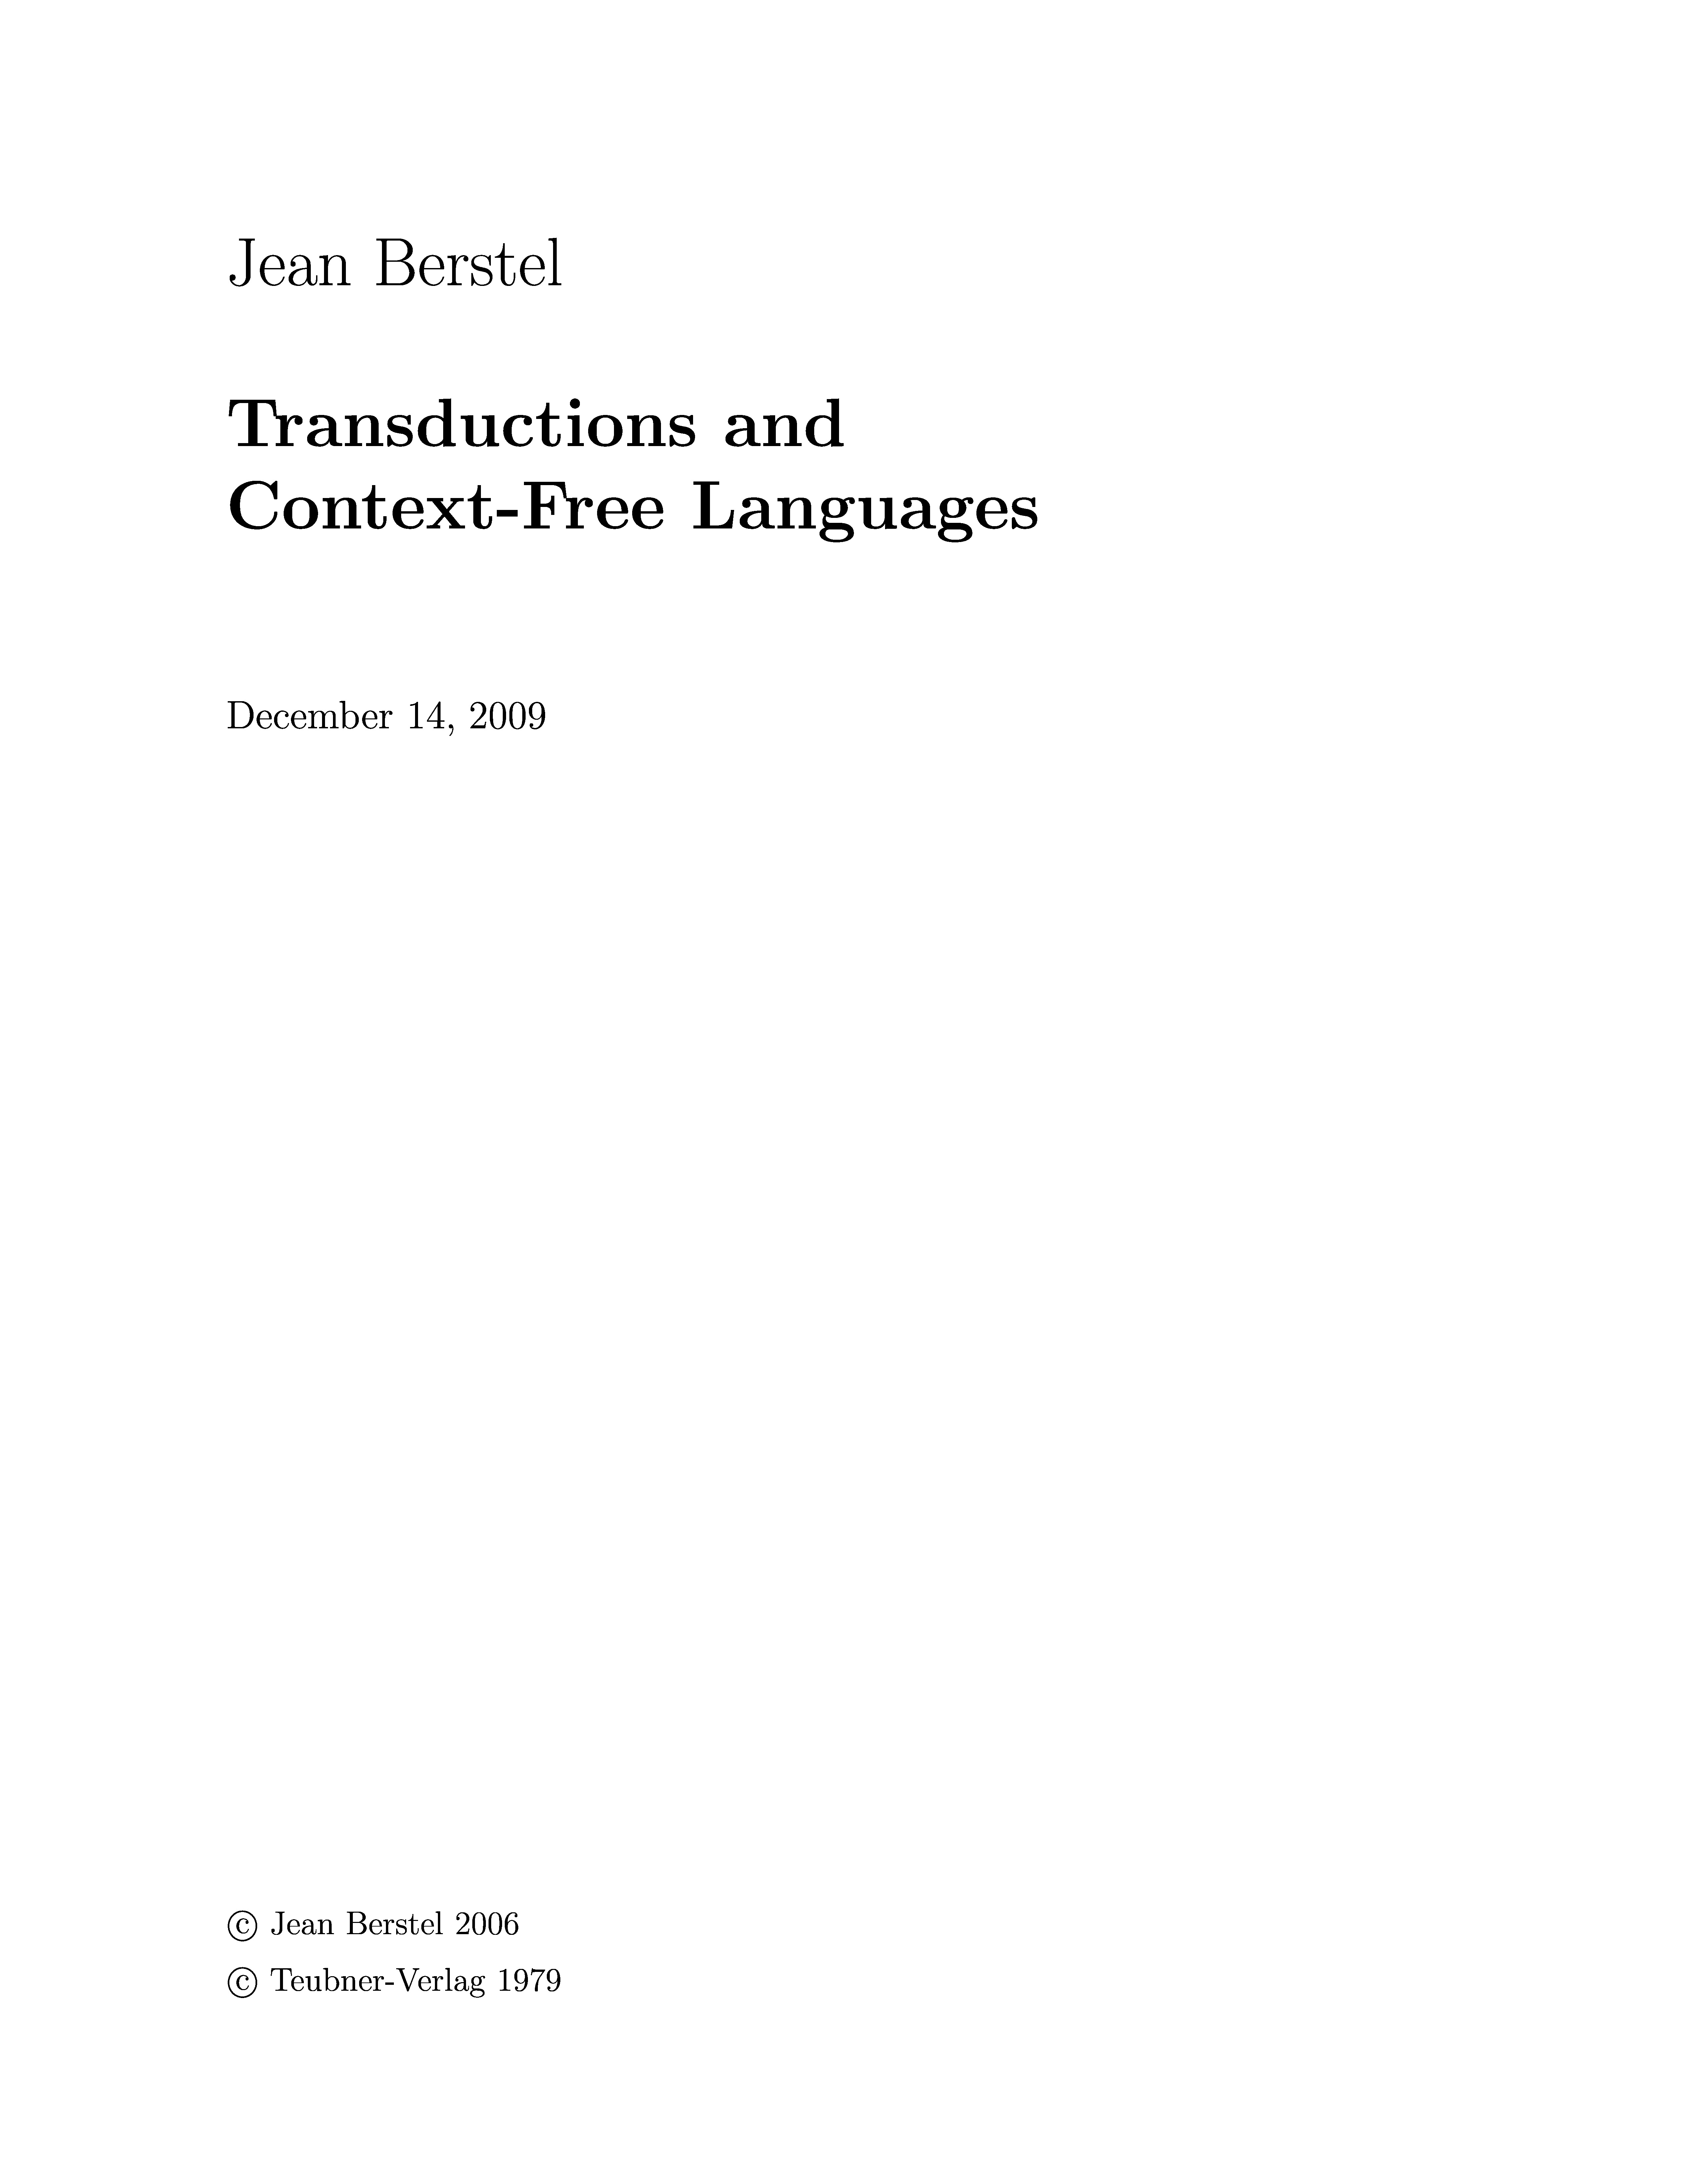 Jean Berstel
Transductions and
Context-Free Languages
December 14, 2009
© Jean Berstel 2006
© Teubner-Verlag 1979